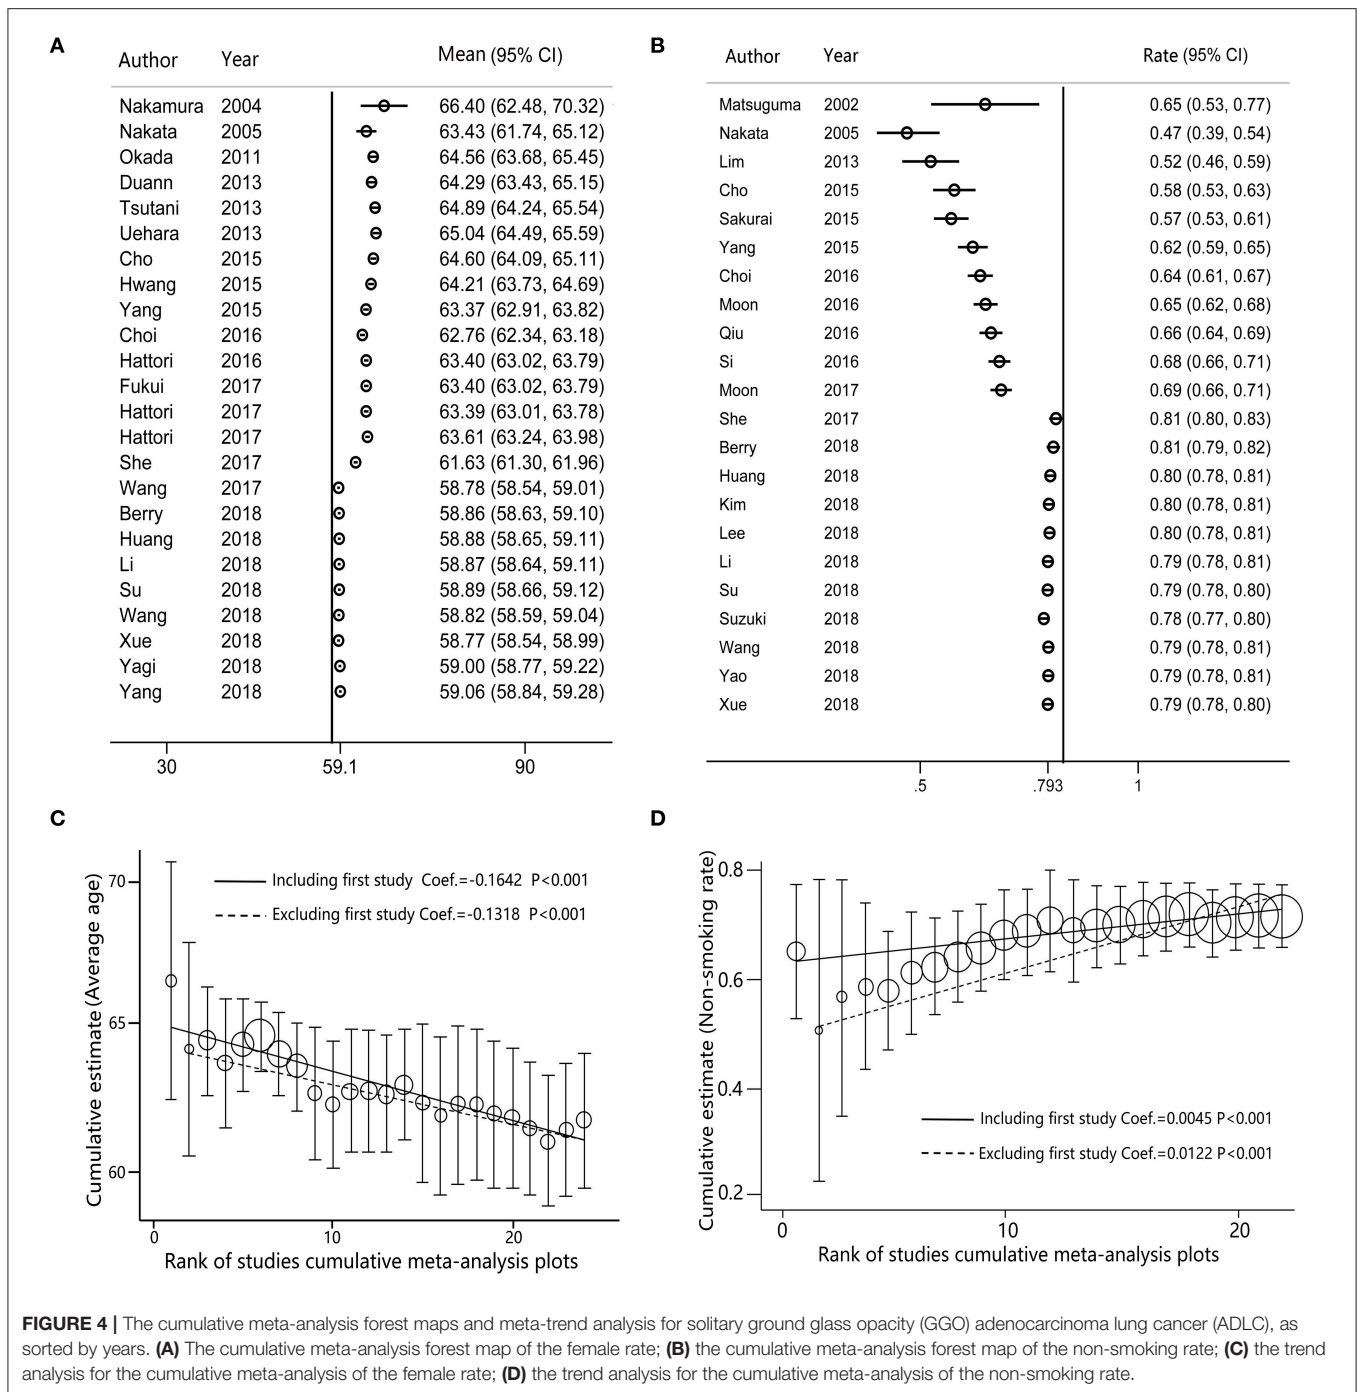 A
Author Year Mean (95% CI)
Nakamura 2004 66.40 (62.48, 70.32)
Nakata 2005 63.43 (61.74, 65.12)
Okada 2011 64.56 (63.68, 65.45)
Duann 2013 64.29 (63.43, 65.15)
Tsutani 2013 64.89 (64.24, 65.54)
Uehara 2013 65.04 (64.49, 65.59)
Cho 2015 64.60 (64.09, 65.11)
Hwang 2015 64.21 (63.73, 64.69)
Yang 2015 63.37 (62.91, 63.82)
Choi 2016 62.76 (62.34, 63.18)
Hattori 2016 63.40 (63.02, 63.79)
Fukui 2017 63.40 (63.02, 63.79)
Hattori 2017 63.39 (63.01, 63.78)
Hattori 2017 63.61 (63.24, 63.98)
She 2017 61.63 (61.30, 61.96)
Wang 2017 58.78 (58.54, 59.01)
Berry 2018 58.86 (58.63, 59.10)
Huang 2018 58.88 (58.65, 59.11)
Li 2018 58.87 (58.64, 59.11)
Su 2018 58.89 (58.66, 59.12)
Wang 2018 58.82 (58.59, 59.04)
Xue 2018 58.77 (58.54, 58.99)
Yagi 2018 59.00 (58.77, 59.22)
Yang 2018 59.06 (58.84, 59.28)
30 59.1 90
B
Author Year Rate (95% CI)
Matsuguma 2002 0.65 (0.53, 0.77)
Nakata 2005 0.47 (0.39, 0.54)
Lim 2013 0.52 (0.46, 0.59)
Cho 2015 0.58 (0.53, 0.63)
Sakurai 2015 0.57 (0.53, 0.61)
Yang 2015 0.62 (0.59, 0.65)
Choi 2016 0.64 (0.61, 0.67)
Moon 2016 0.65 (0.62, 0.68)
Qiu 2016 0.66 (0.64, 0.69)
Si 2016 0.68 (0.66, 0.71)
Moon 2017 0.69 (0.66, 0.71)
She 2017 0.81 (0.80, 0.83)
Berry 2018 0.81 (0.79, 0.82)
Huang 2018 0.80 (0.78, 0.81)
Kim 2018 0.80 (0.78, 0.81)
Lee 2018 0.80 (0.78, 0.81)
Li 2018 0.79 (0.78, 0.81)
Su 2018 0.79 (0.78, 0.80)
Suzuki 2018 0.78 (0.77, 0.80)
Wang 2018 0.79 (0.78, 0.81)
Yao 2018 0.79 (0.78, 0.81)
Xue 2018 0.79 (0.78, 0.80)
.5 .793 1
C
Cumulative estimate (Average age)
70
65
60
Including first study Coef.=-0.1642 P<0.001
Excluding first study Coef.=-0.1318 P<0.001
0 10 20
Rank of studies cumulative meta-analysis plots
D
Cumulative estimate (Non-smoking rate)
0.8
0.6
0.4
0.2
Including first study Coef.=0.0045 P<0.001
Excluding first study Coef.=0.0122 P<0.001
0 10 20
Rank of studies cumulative meta-analysis plots
FIGURE 4 | The cumulative meta-analysis forest maps and meta-trend analysis for solitary ground glass opacity (GGO) adenocarcinoma lung cancer (ADLC), as
sorted by years. (A) The cumulative meta-analysis forest map of the female rate; (B) the cumulative meta-analysis forest map of the non-smoking rate; (C) the trend
analysis for the cumulative meta-analysis of the female rate; (D) the trend analysis for the cumulative meta-analysis of the non-smoking rate.